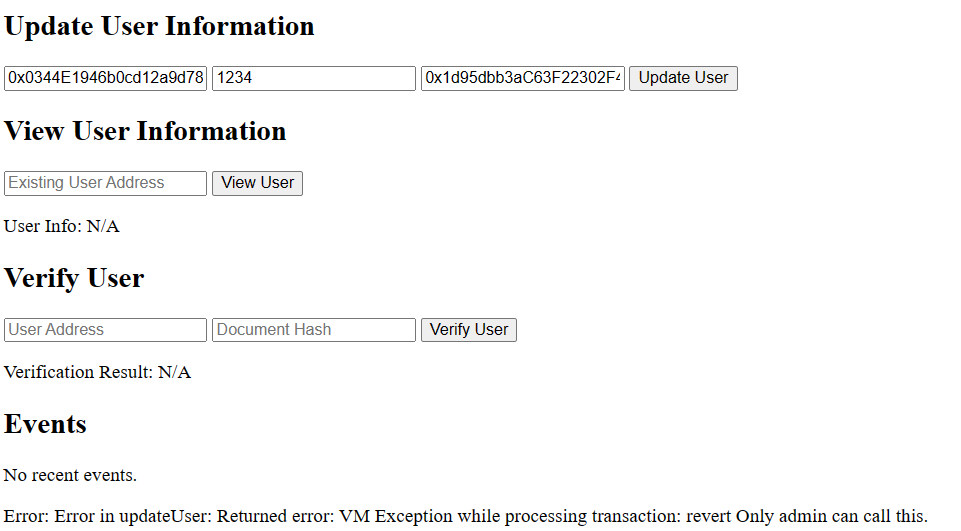 Update User Information
0x0344E1946b0cd12a9d78 1234 0x1d95dbb3aC63F22302F4 Update User
View User Information
Existing User Address View User
User Info: N/A
Verify User
User Address Document Hash Verify User
Verification Result: N/A
Events
No recent events.
Error: Error in updateUser: Returned error: VM Exception while processing transaction: revert Only admin can call this.